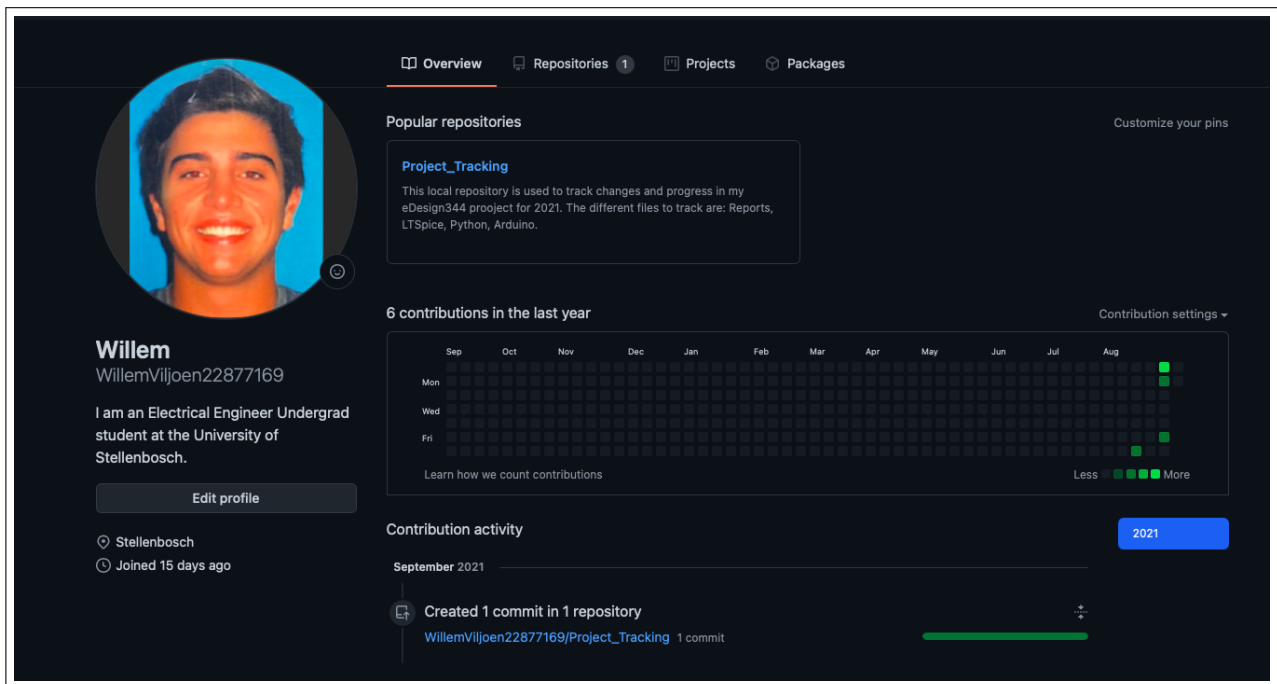 Overview Repositories 1 Projects Packages
Popular repositories Customize your pins
Project_Tracking
This local repository is used to track changes and progress in my
eDesign344 prooject for 2021. The different files to track are: Reports,
LTSpice, Python, Arduino.
Willem
WillemViljoen22877169
I am an Electrical Engineer Undergrad
student at the University of
Stellenbosch.
Edit profile
Stellenbosch
Joined 15 days ago
6 contributions in the last year Contribution settings
Sep Oct Nov Dec Jan Feb Mar Apr May Jun Jul Aug
Mon
Wed
Fri
Learn how we count contributions Less More
Contribution activity 2021
September 2021
Created 1 commit in 1 repository
WillemViljoen22877169/Project_Tracking 1 commit